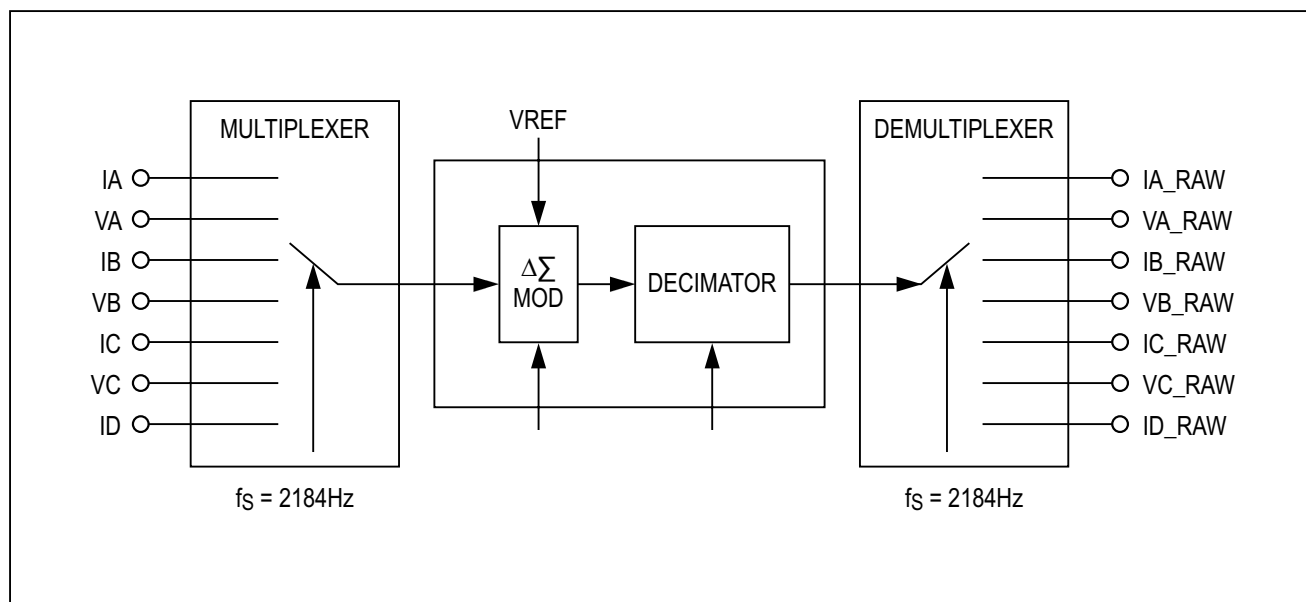 MULTIPLEXER
VREF
DEMULTIPLEXER
IA
VA
IB
VB
IC
VC
ID
ΔΣ
MOD
DECIMATOR
IA_RAW
VA_RAW
IB_RAW
VB_RAW
IC_RAW
VC_RAW
ID_RAW
fS = 2184Hz
fS = 2184Hz